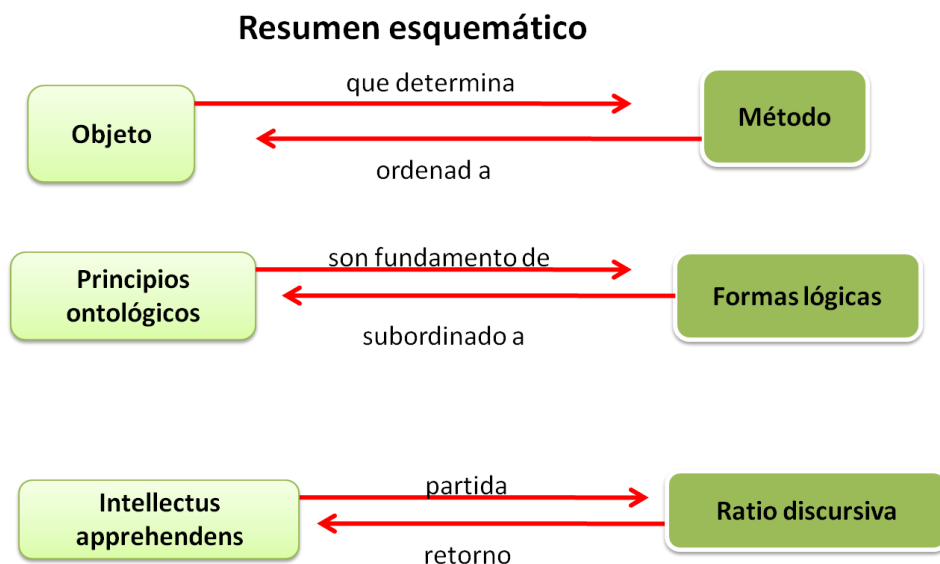 Resumen esquemático
que determina
Objeto
Método
ordenad a
son fundamento de
Principios
ontológicos
Formas lógicas
subordinado a
partida
Intellectus
apprehendens
Ratio discursiva
retorno